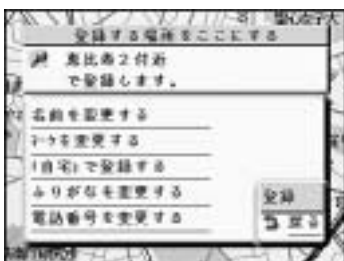 登録する場所をここにする
恵比寿2付近
で登録します。
名前を変更する
マークを変更する
「自宅」で登録する
ふりがなを変更する
電話番号を変更する
登録
戻る